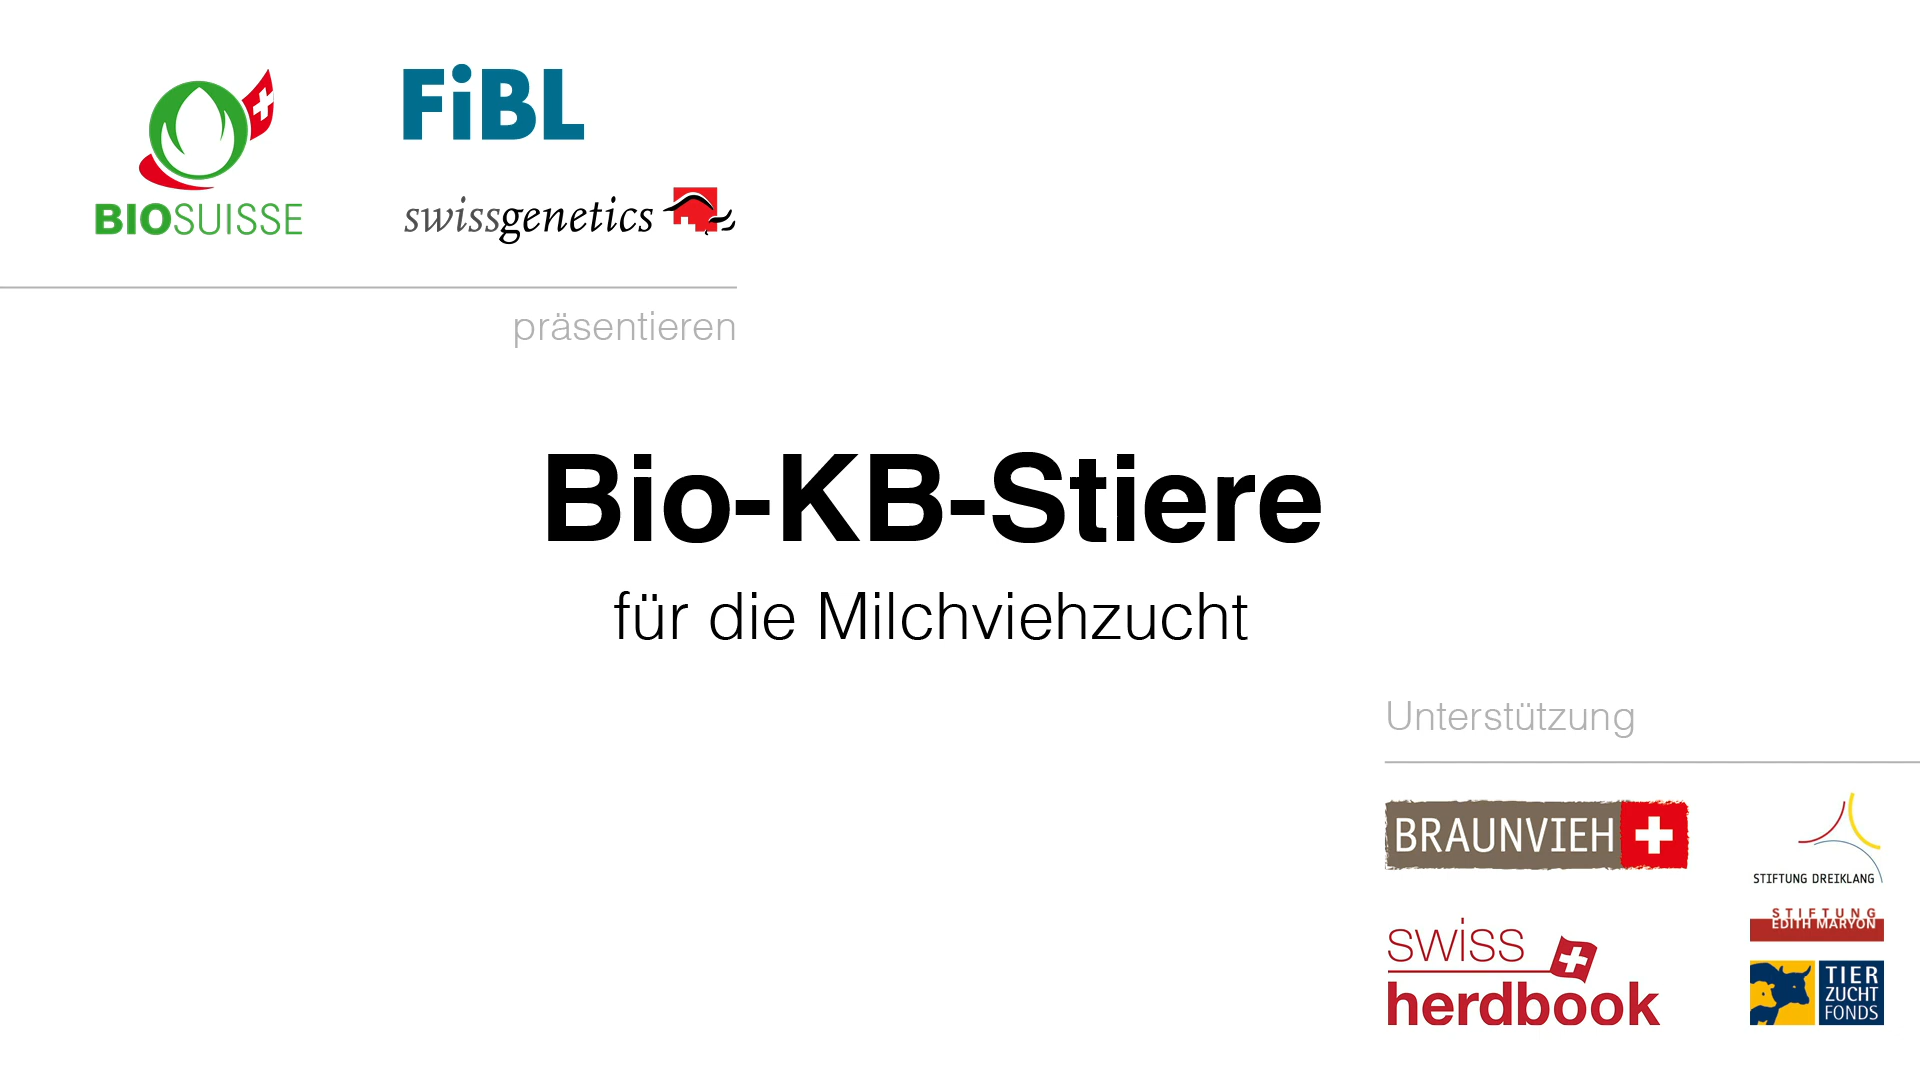 BIOSUISSE
FiBL
swissgenetics
präsentieren
Bio-KB-Stiere
für die Milchviehzucht
Unterstützung
BRAUNVIEH
STIFTUNG DREIKLANG
STIFTUNG
EDITH MARYON
swiss
herdbook
TIER
ZUCHT
FONDS